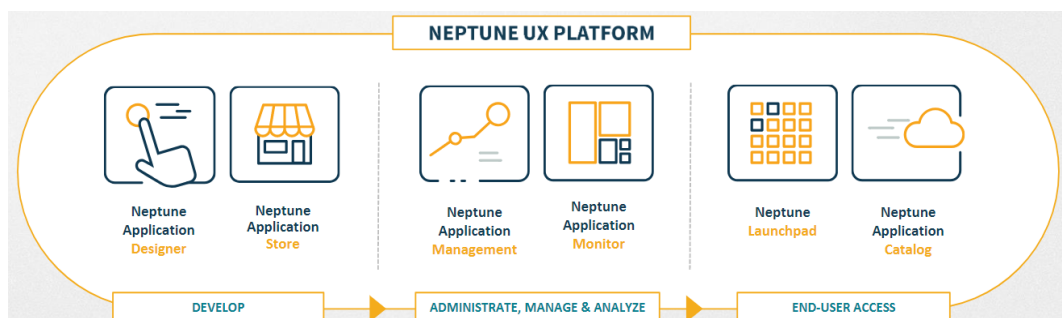 NEPTUNE UX PLATFORM
Neptune
Application
Designer
Neptune
Application
Store
Neptune
Application
Management
Neptune
Application
Monitor
Neptune
Launchpad
Neptune
Application
Catalog
DEVELOP
ADMINISTRATE, MANAGE & ANALYZE
END-USER ACCESS